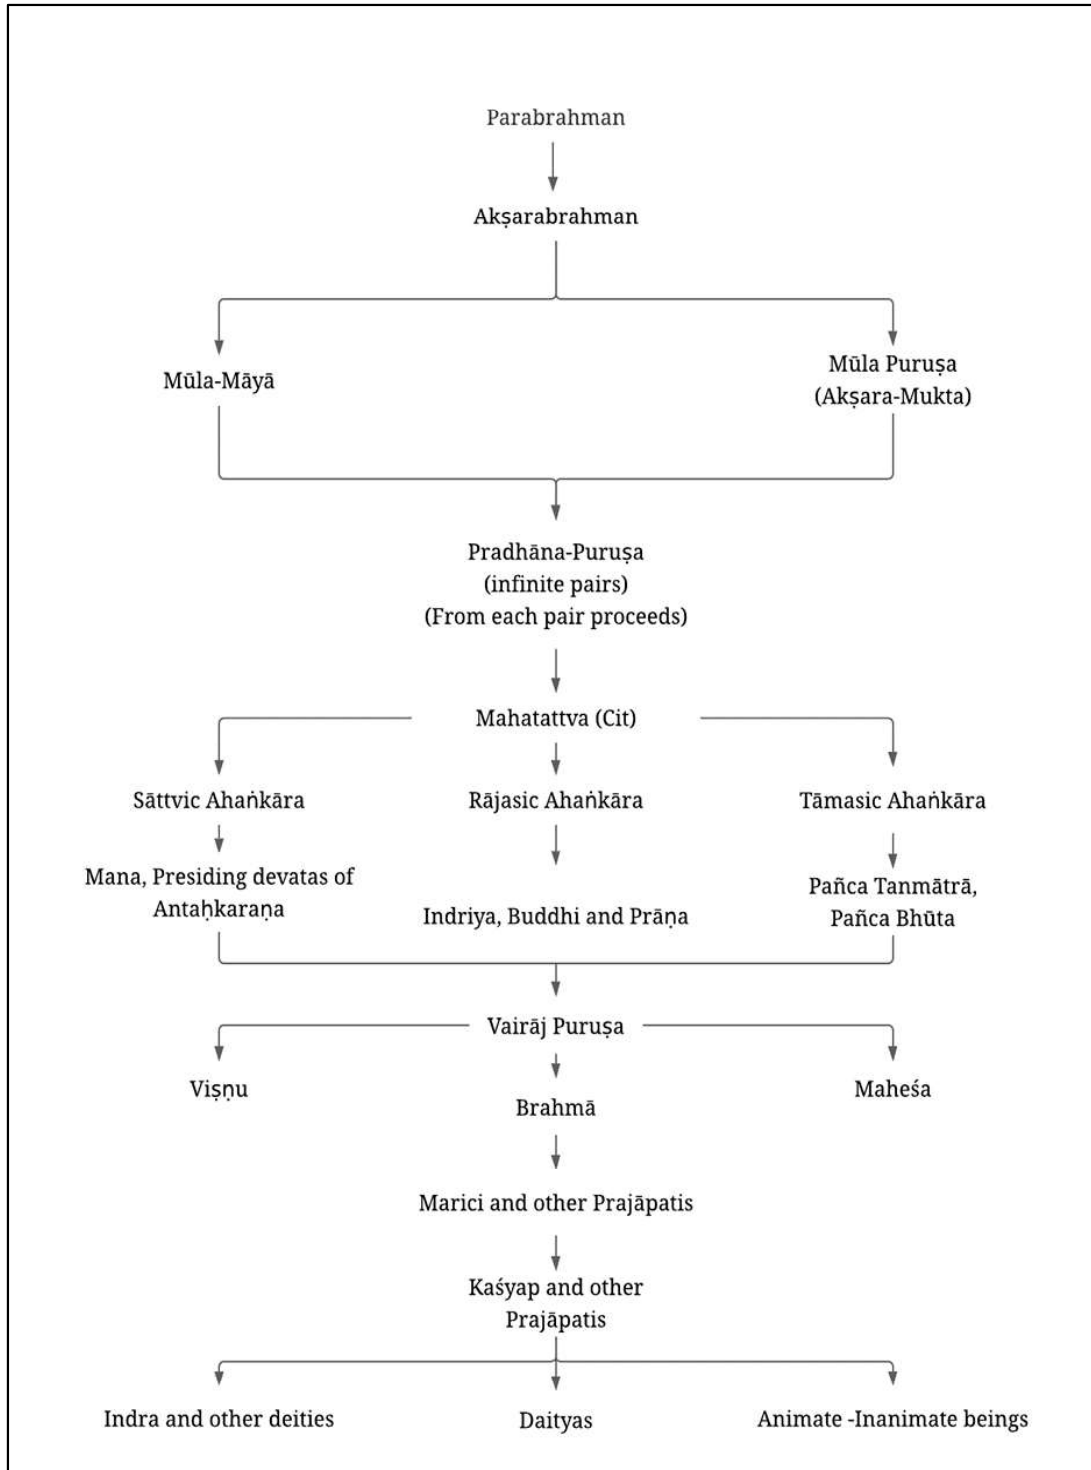 Parabrahman
Akṣarabrahman
Mūla-Māyā
Mūla Puruṣa
(Akṣara-Mukta)
Pradhāna-Puruṣa
(infinite pairs)
(From each pair proceeds)
Mahatattva (Cit)
Sāttvic Ahaṅkāra
Rājasic Ahaṅkāra
Tāmasic Ahaṅkāra
Mana, Presiding devatas of
Antaḥkaraṇa
Indriya, Buddhi and Prāṇa
Pañca Tanmātrā,
Pañca Bhūta
Vairāj Puruṣa
Viṣṇu
Brahmā
Maheśa
Marici and other Prajāpatis
Kaśyap and other
Prajāpatis
Indra and other deities
Daityas
Animate -Inanimate beings